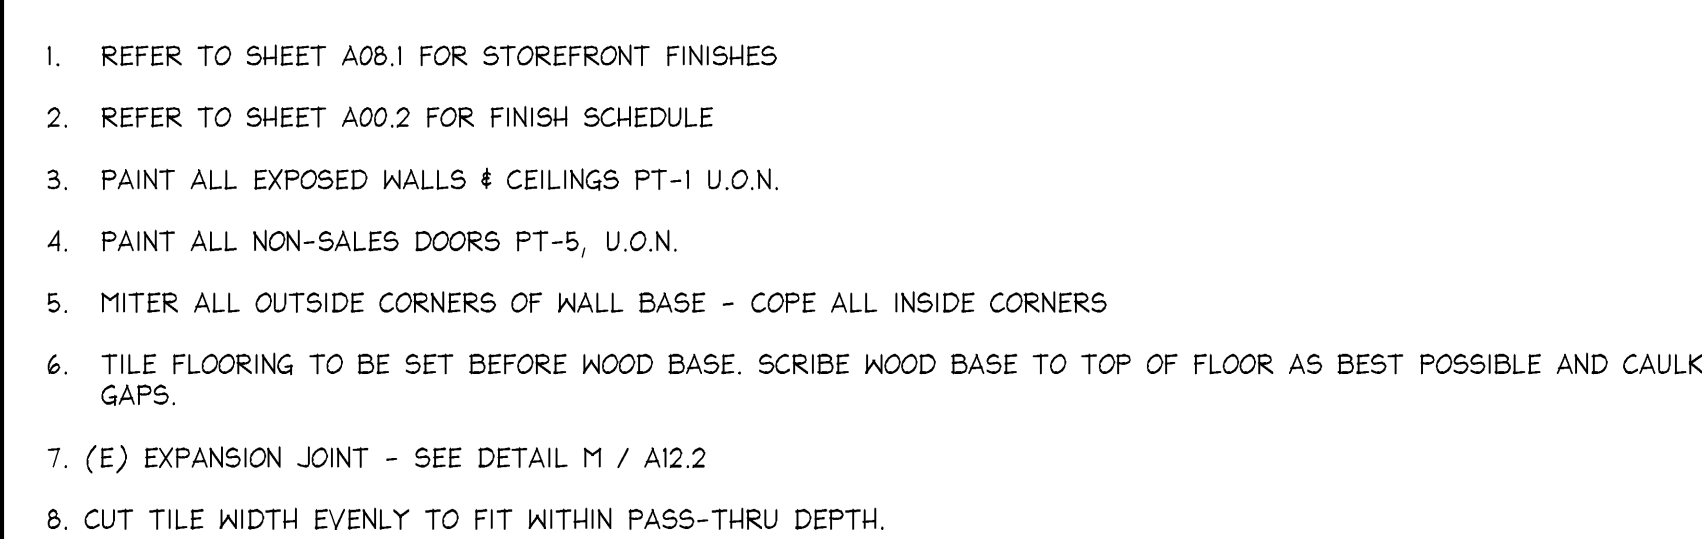 1. REFER TO SHEET A08.1 FOR STOREFRONT FINISHES
2. REFER TO SHEET A00.2 FOR FINISH SCHEDULE
3. PAINT ALL EXPOSED WALLS & CEILINGS PT-1 U.O.N.
4. PAINT ALL NON-SALES DOORS PT-5, U.O.N.
5. MITER ALL OUTSIDE CORNERS OF WALL BASE - COPE ALL INSIDE CORNERS
6. TILE FLOORING TO BE SET BEFORE WOOD BASE. SCRIBE WOOD BASE TO TOP OF FLOOR AS BEST POSSIBLE AND CAULK
GAPS.
7. (E) EXPANSION JOINT - SEE DETAIL M / A12.2
8. CUT TILE WIDTH EVENLY TO FIT WITHIN PASS-THRU DEPTH.